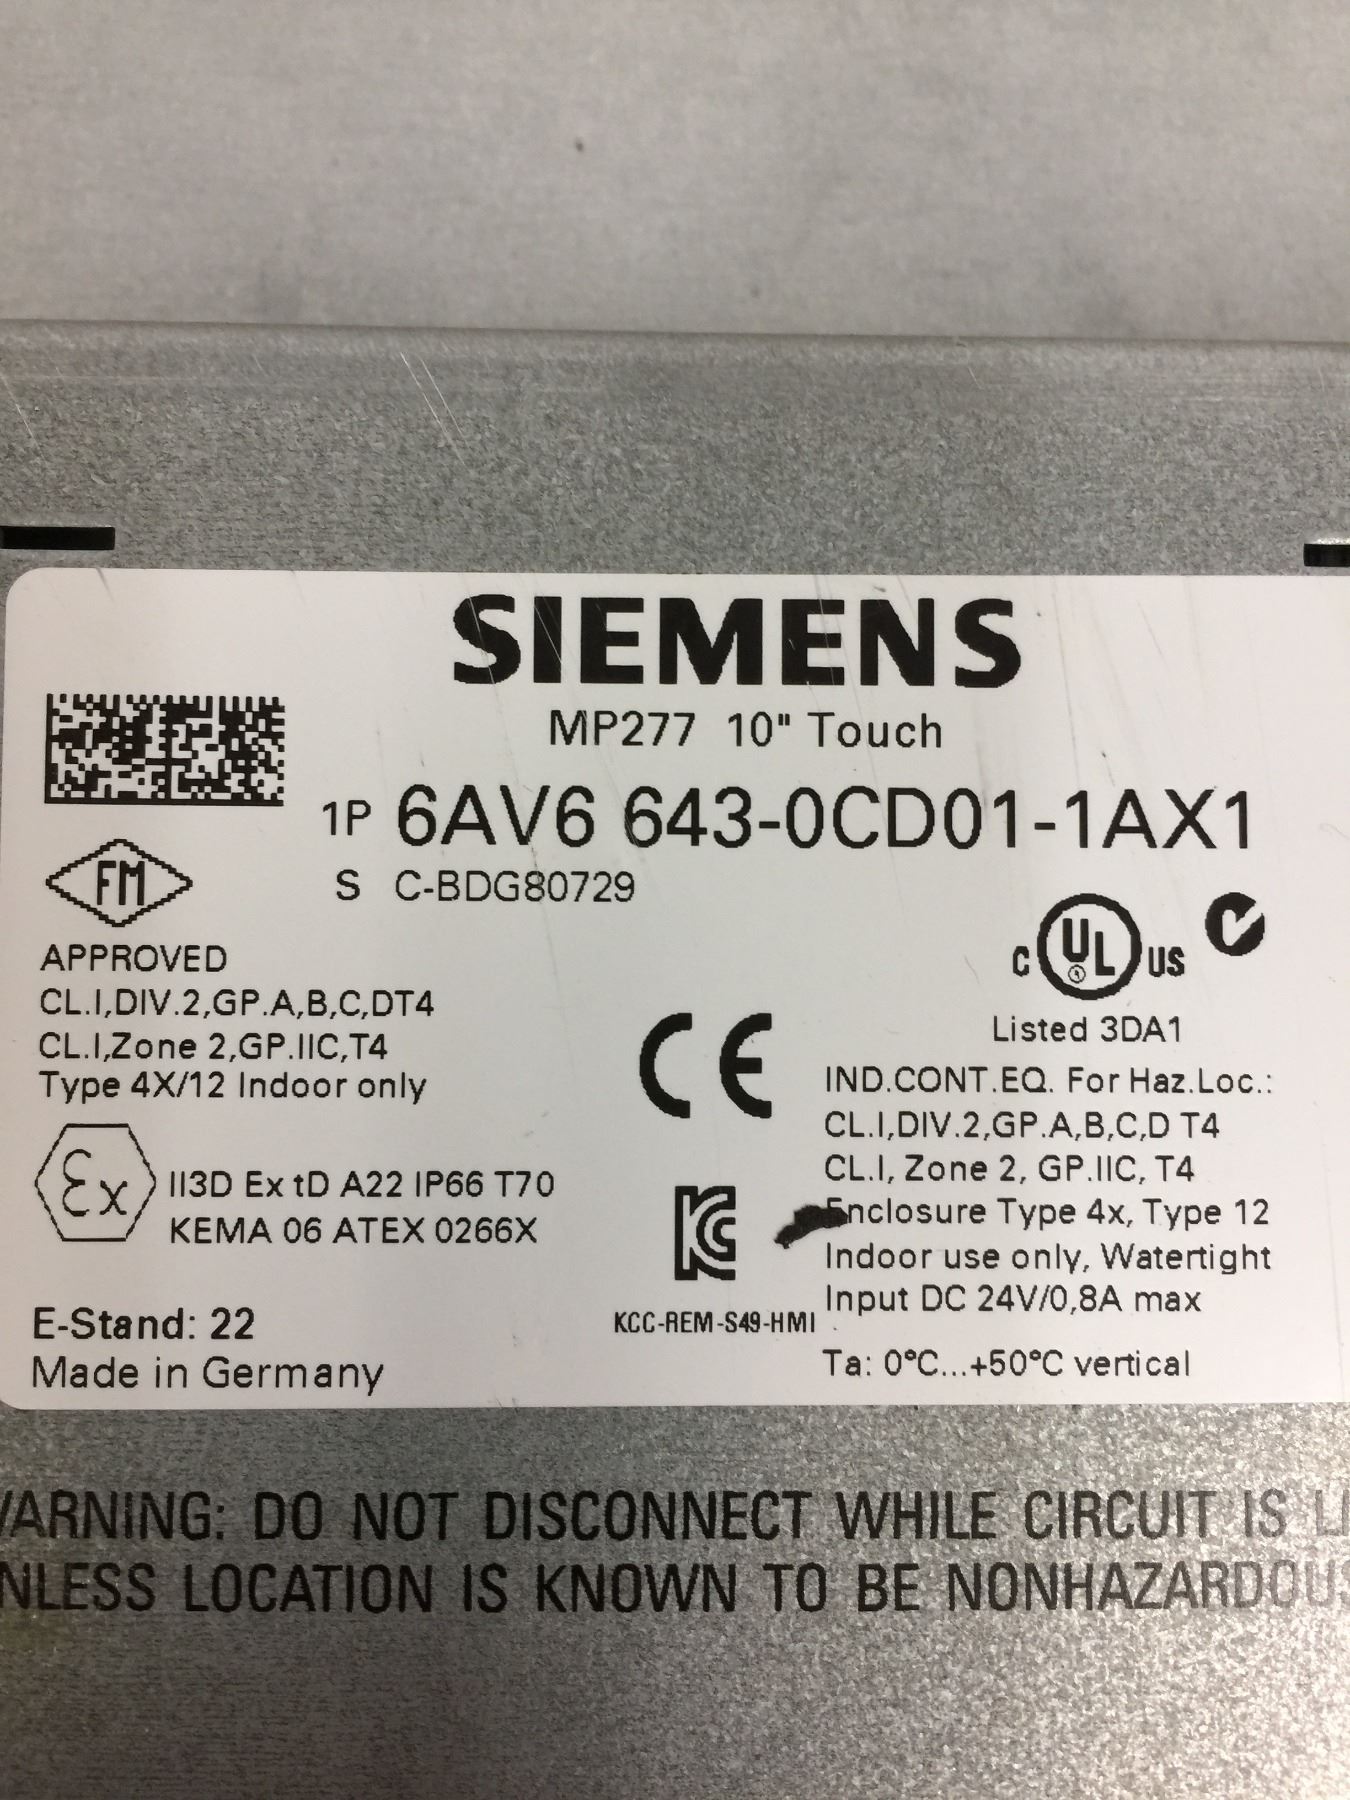 SIEMENS
MP277 10" Touch
1P 6AV6 643-0CD01-1AX1
S C-BDG80729
FM
APPROVED
CL.I,DIV.2,GP.A,B,C,DT4
CL.I,Zone 2,GP.IIC,T4
Type 4X/12 Indoor only
Ex II3D Ex tD A22 IP66 T70
KEMA 06 ATEX 0266X
E-Stand: 22
Made in Germany
CE
KC
KCC-REM-S49-HMI
C UL US
Listed 3DA1
IND.CONT.EQ. For Haz.Loc.:
CL.I,DIV.2,GP.A,B,C,D T4
CL.I, Zone 2, GP.IIC, T4
Enclosure Type 4x, Type 12
Indoor use only, Watertight
Input DC 24V/0,8A max
Ta: 0°C...+50°C vertical
ARNING: DO NOT DISCONNECT WHILE CIRCUIT IS LI
NLESS LOCATION IS KNOWN TO BE NONHAZARDOUS